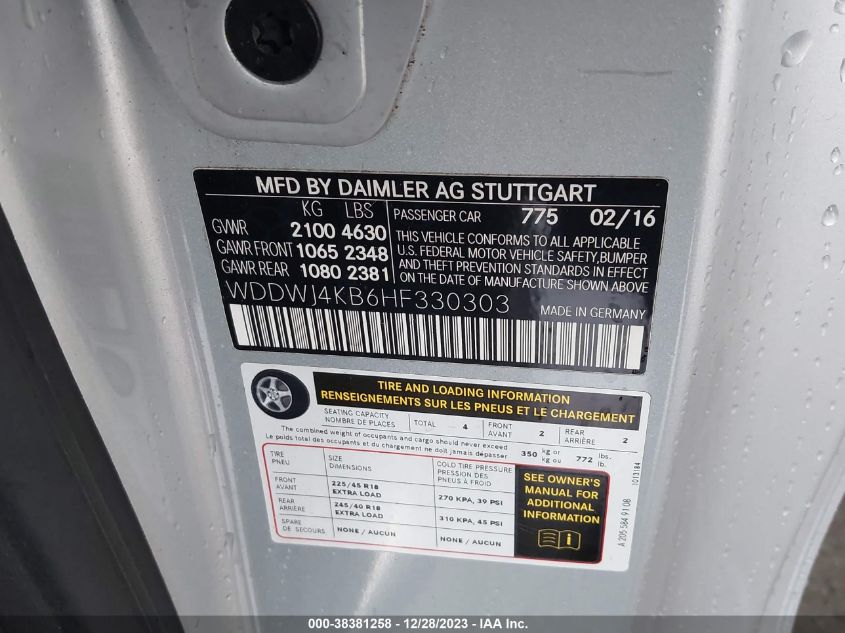 MFD BY DAIMLER AG STUTTGART
KG LBS
GVWR 2100 4630
GAWR FRONT 1065 2348
GAWR REAR 1080 2381
PASSENGER CAR 775 02/16
THIS VEHICLE CONFORMS TO ALL APPLICABLE
U.S. FEDERAL MOTOR VEHICLE SAFETY,BUMPER
AND THEFT PREVENTION STANDARDS IN EFFECT
ON THE DATE OF MANUFACTURE SHOWN ABOVE
WDDWJ4KB6HF330303 MADE IN GERMANY
TIRE AND LOADING INFORMATION
RENSEIGNEMENTS SUR LES PNEUS ET LE CHARGEMENT
SEATING CAPACITY
NOMBRE DE PLACES
TOTAL 4
FRONT
AVANT 2
REAR
ARRIÈRE 2
The combined weight of occupants and cargo should never exceed
Le poids total des occupants et du chargement ne doit jamais dépasser
350 kg or 772 lbs.
kg ou lb.
TIRE
PNEU
SIZE
DIMENSIONS
COLD TIRE PRESSURE
PRESSION DES
PNEUS À FROID
FRONT
AVANT
225/45 R18
EXTRA LOAD
270 KPA, 39 PSI
REAR
ARRIÈRE
245/40 R18
EXTRA LOAD
310 KPA, 45 PSI
SPARE
DE SECOURS
NONE / AUCUN
NONE / AUCUN
SEE OWNER'S
MANUAL FOR
ADDITIONAL
INFORMATION
A 205 584 91 08
1013184
000-38381258 - 12/28/2023 - IAA Inc.